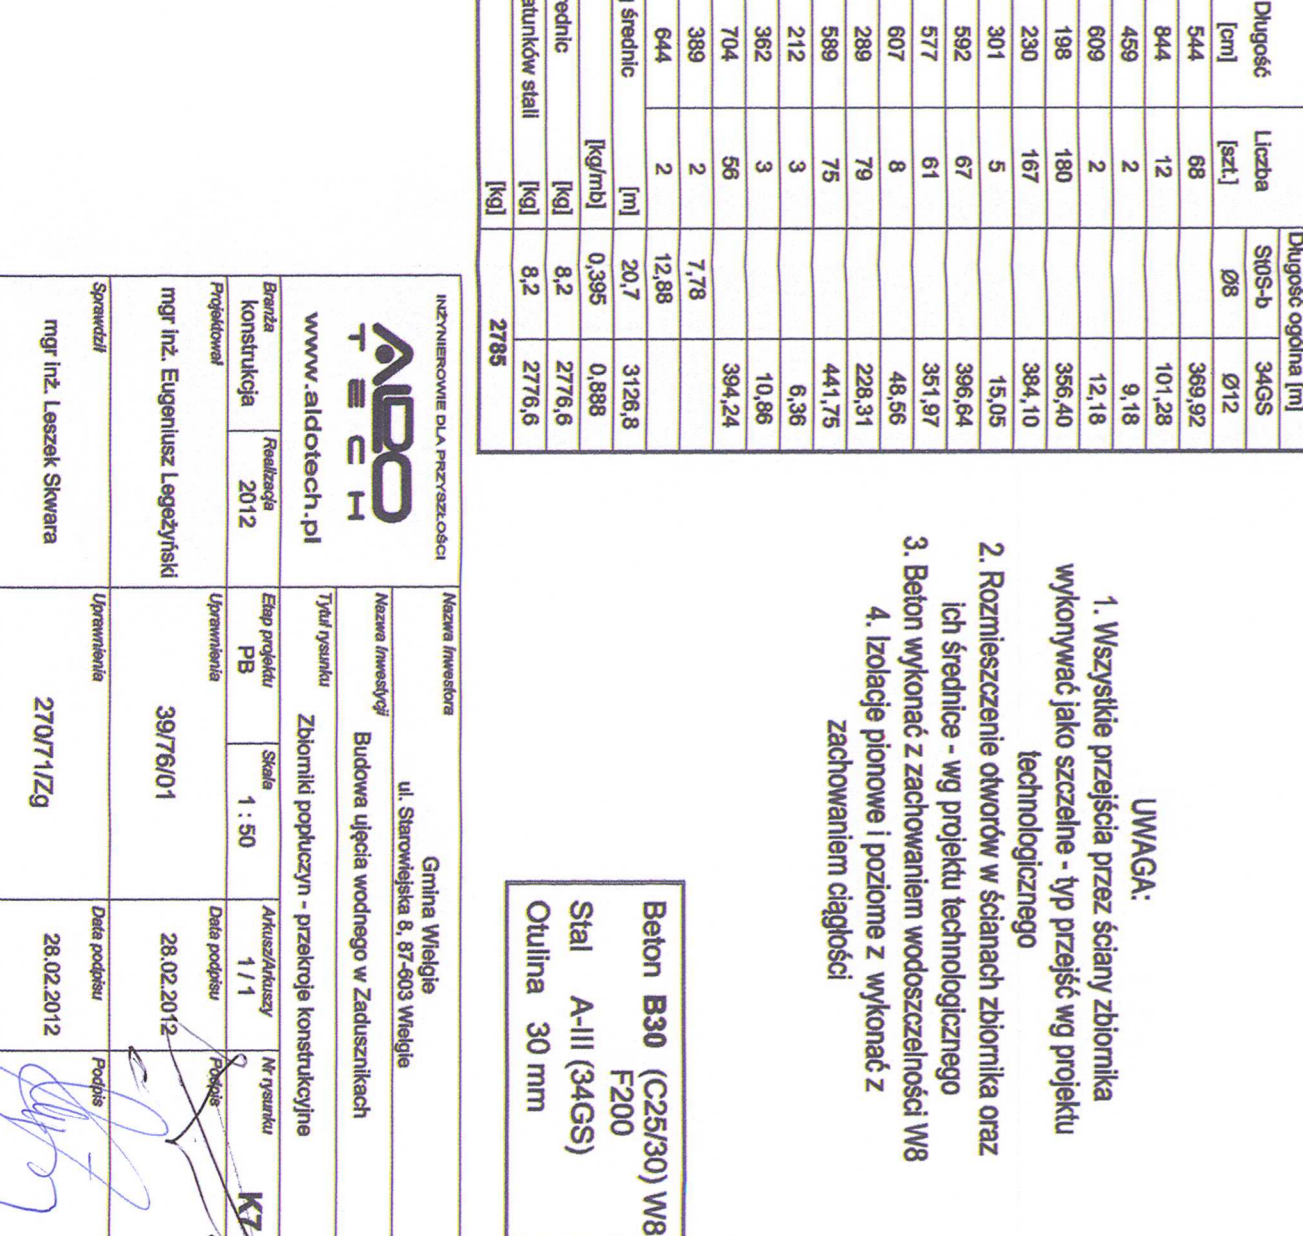 Długość ogólna [m]
Długość Liczba St0S-b 34GS
[cm] [szt.] Ø8 Ø12
544 68 369,92
844 12 101,28
459 2 9,18
609 2 12,18
198 180 356,40
230 167 384,10
301 5 15,05
592 67 396,64
577 61 351,97
607 8 48,56
289 79 228,31
589 75 441,75
212 3 6,36
362 3 10,86
704 56 394,24
389 2 7,78
644 2 12,88
g średnic [m] 20,7 3126,8
[kg/mb] 0,395 0,888
rednic [kg] 8,2 2776,6
atunków stali [kg] 8,2 2776,6
[kg] 2785
UWAGA:
1. Wszystkie przejścia przez ściany zbiornika
wykonywać jako szczelne - typ przejść wg projektu
technologicznego
2. Rozmieszczenie otworów w ścianach zbiornika oraz
ich średnice - wg projektu technologicznego
3. Beton wykonać z zachowaniem wodoszczelności W8
4. Izolacje pionowe i poziome z wykonać z
zachowaniem ciągłości
Beton B30 (C25/30) W8
F200
Stal A-III (34GS)
Otulina 30 mm
INŻYNIEROWIE DLA PRZYSZŁOŚCI
ALDO
TECH
www.aldotech.pl
Nazwa Inwestora
Gmina Wielgie
ul. Starowiejska 8, 87-603 Wielgie
Nazwa Inwestycji
Budowa ujęcia wodnego w Zadusznikach
Tytuł rysunku
Zbiorniki popłuczyn - przekroje konstrukcyjne
Branża Realizacja Etap projektu Skala Arkusz/Arkuszy Nr rysunku
konstrukcja 2012 PB 1 : 50 1 / 1 K7
Projektował Uprawnienia Data podpisu Podpis
mgr inż. Eugeniusz Legeżyński 39/76/01 28.02.2012
Sprawdził Uprawnienia Data podpisu Podpis
mgr inż. Leszek Skwara 270/71/Zg 28.02.2012